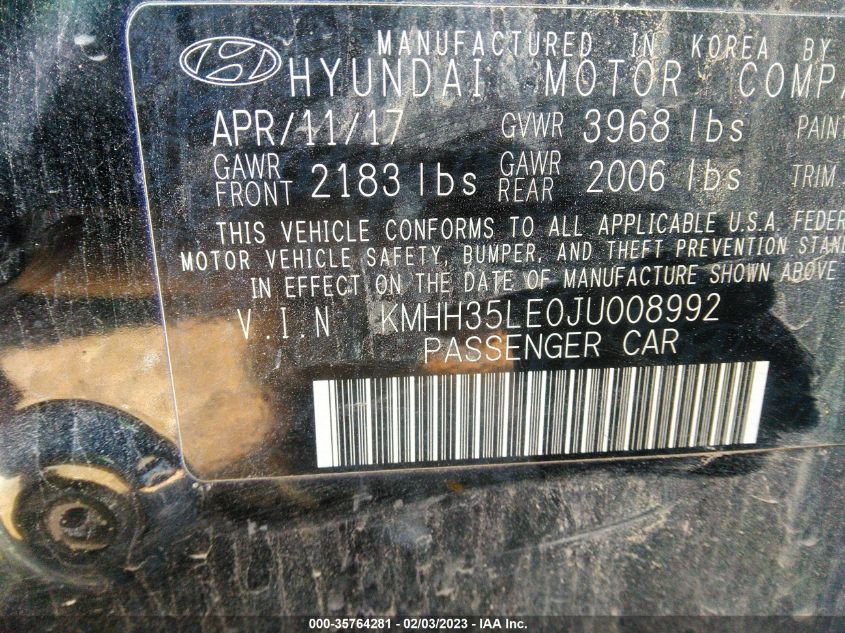 MANUFACTURED IN KOREA BY
HYUNDAI MOTOR COMPA
APR/11/17 GVWR 3968 lbs PAINT
GAWR FRONT 2183 lbs GAWR REAR 2006 lbs TRIM
THIS VEHICLE CONFORMS TO ALL APPLICABLE U.S.A. FEDER
MOTOR VEHICLE SAFETY, BUMPER, AND THEFT PREVENTION STAND
IN EFFECT ON THE DATE OF MANUFACTURE SHOWN ABOVE
V.I.N KMHH35LE0JU008992
PASSENGER CAR
000-35764281 - 02/03/2023 - IAA Inc.